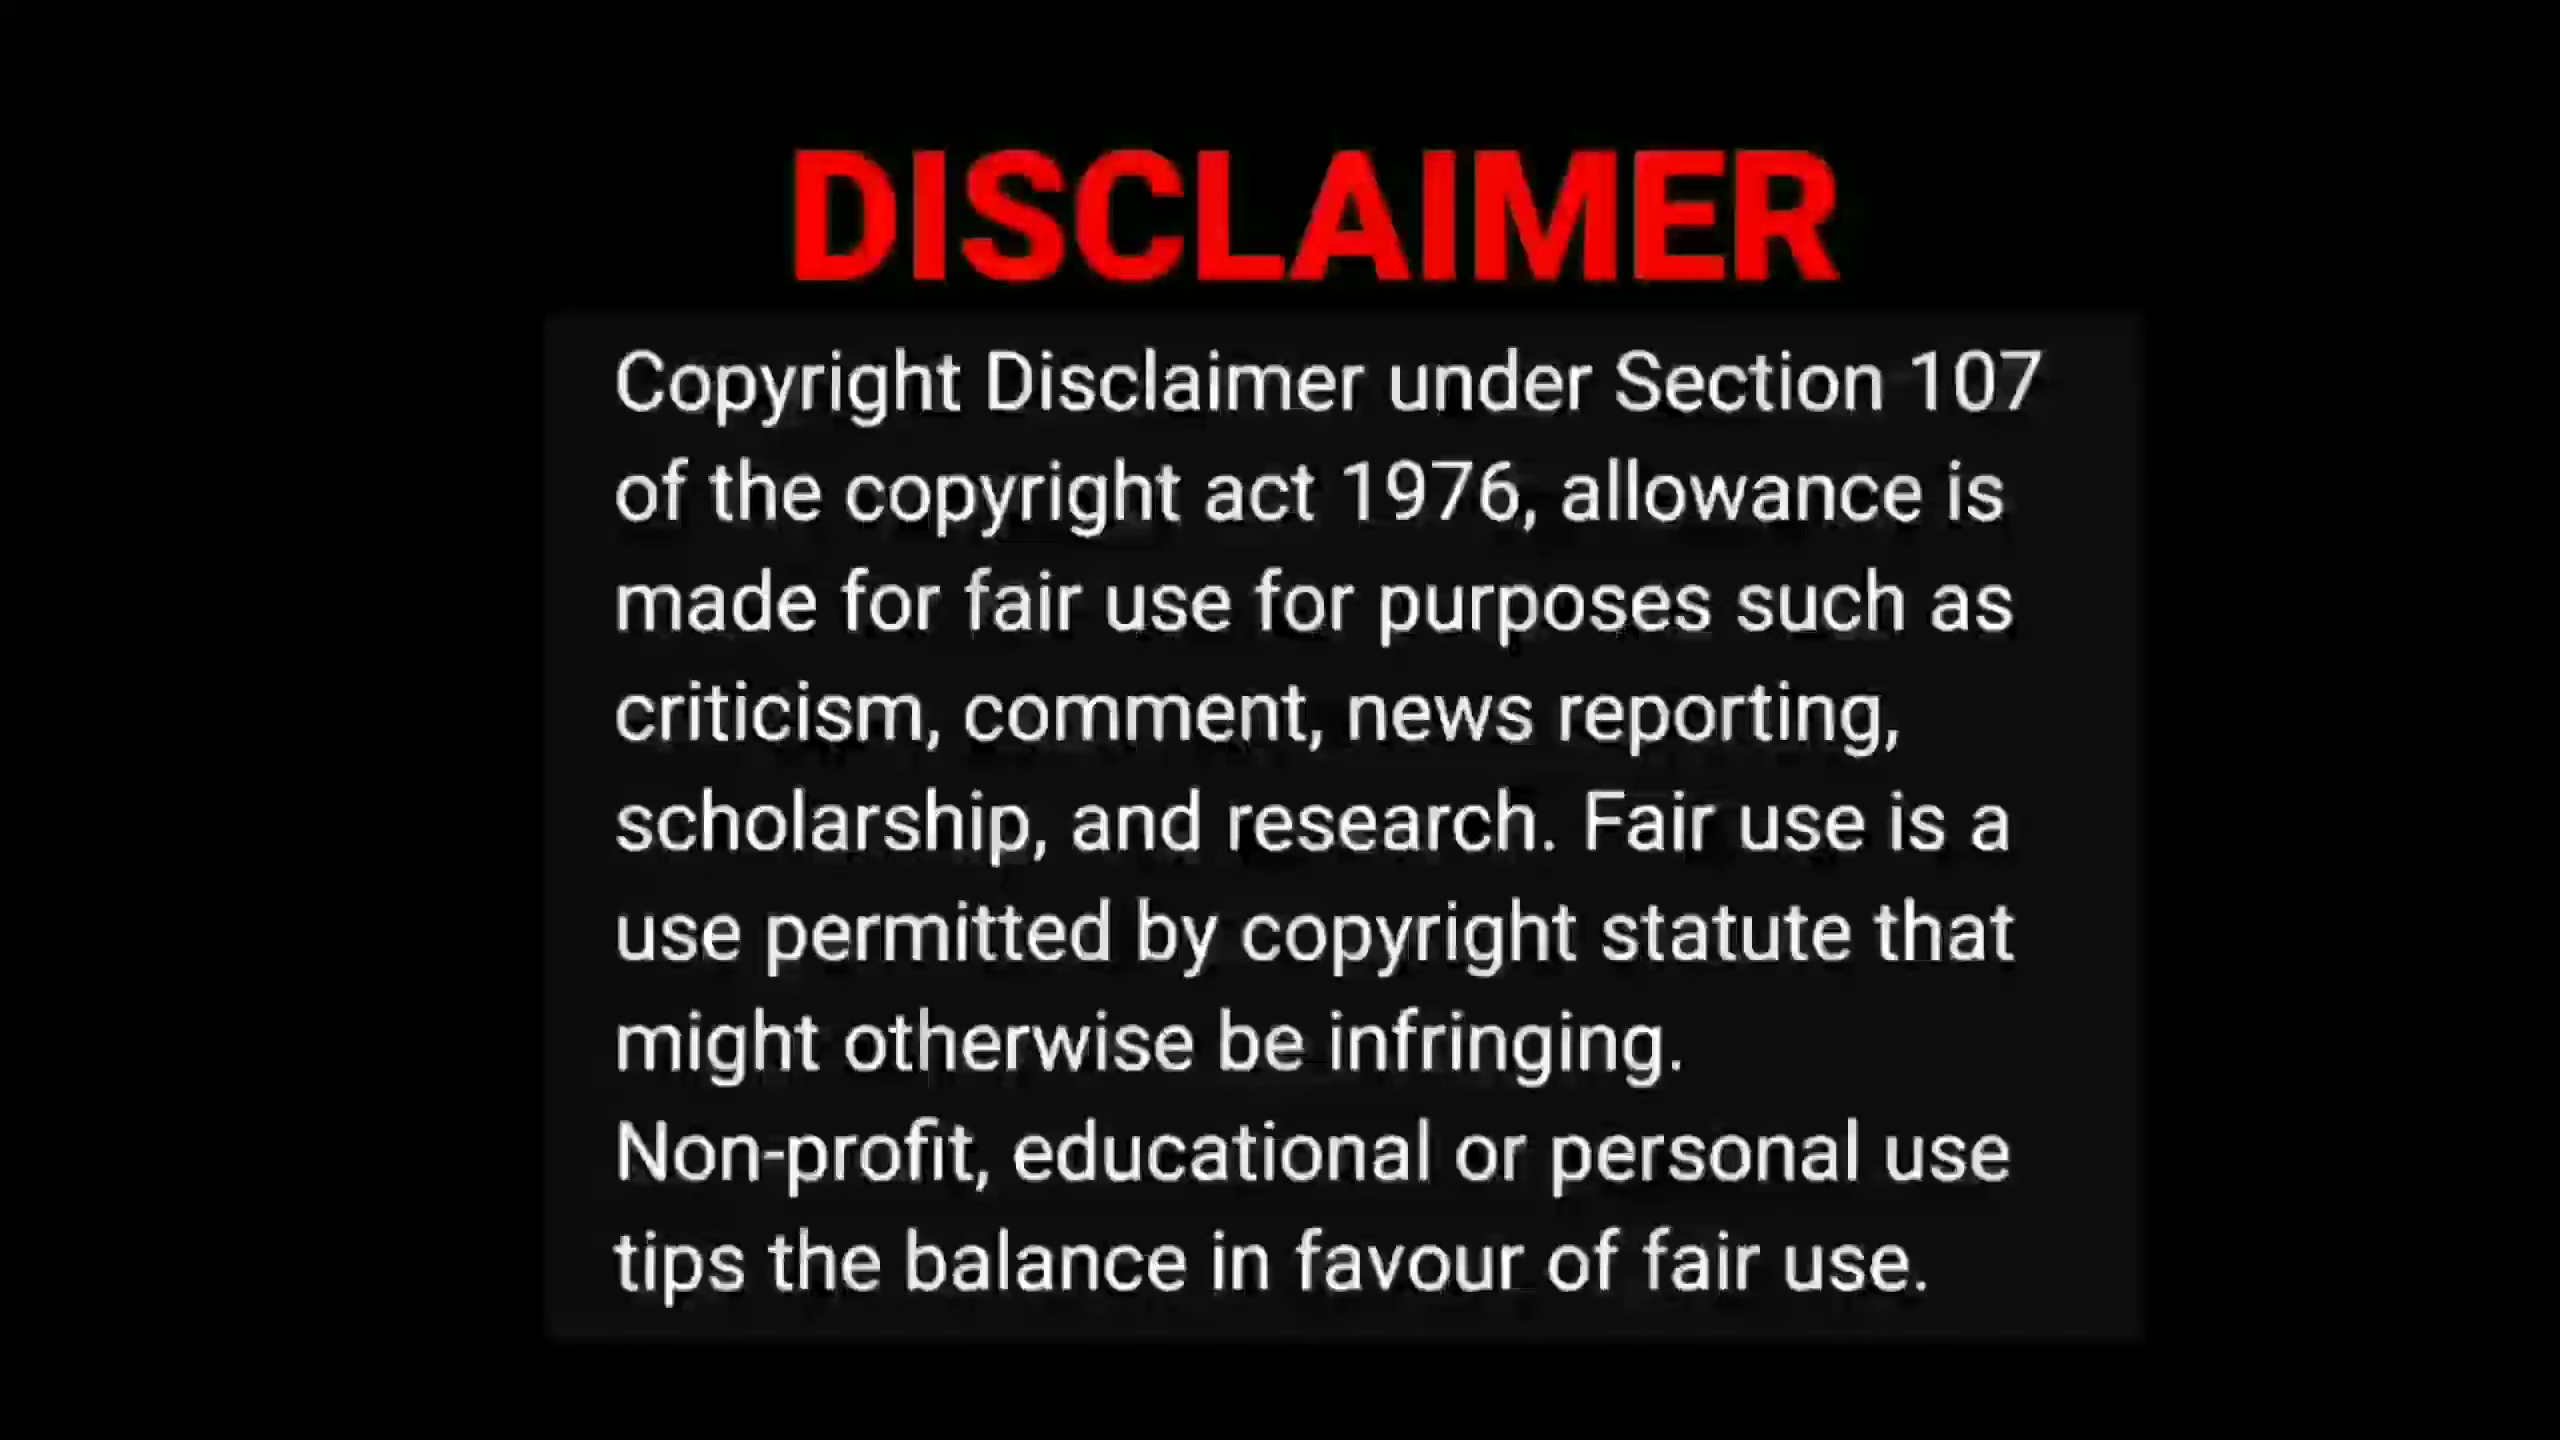 DISCLAIMER
Copyright Disclaimer under Section 107
of the copyright act 1976, allowance is
made for fair use for purposes such as
criticism, comment, news reporting,
scholarship, and research. Fair use is a
use permitted by copyright statute that
might otherwise be infringing.
Non-profit, educational or personal use
tips the balance in favour of fair use.